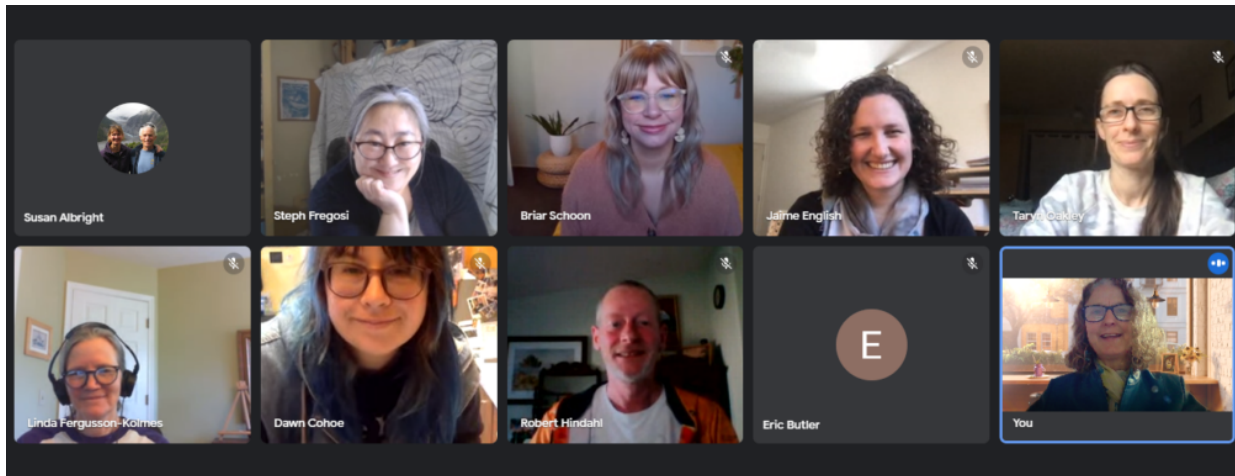 Susan Albright
Steph Fregosi
Briar Schoon
Jaime English
Taryn Oakley
Linda Fergusson-Kolmes
Dawn Cohoe
Robert Hindahl
E
Eric Butler
You